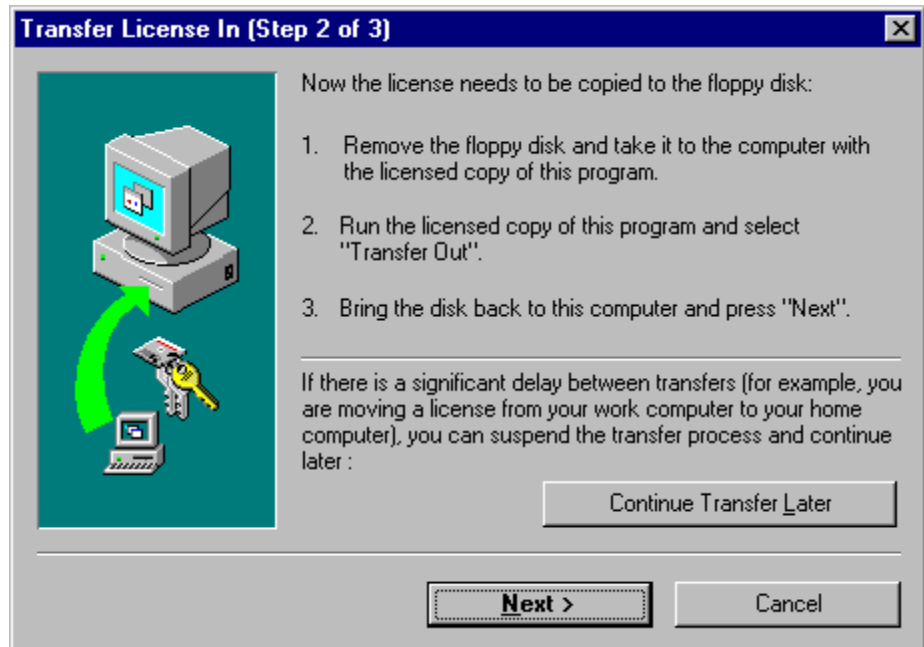 Transfer License In (Step 2 of 3)
Now the license needs to be copied to the floppy disk:
1. Remove the floppy disk and take it to the computer with
the licensed copy of this program.
2. Run the licensed copy of this program and select
"Transfer Out".
3. Bring the disk back to this computer and press "Next".
If there is a significant delay between transfers (for example, you
are moving a license from your work computer to your home
computer), you can suspend the transfer process and continue
later :
Continue Transfer Later
Next >
Cancel